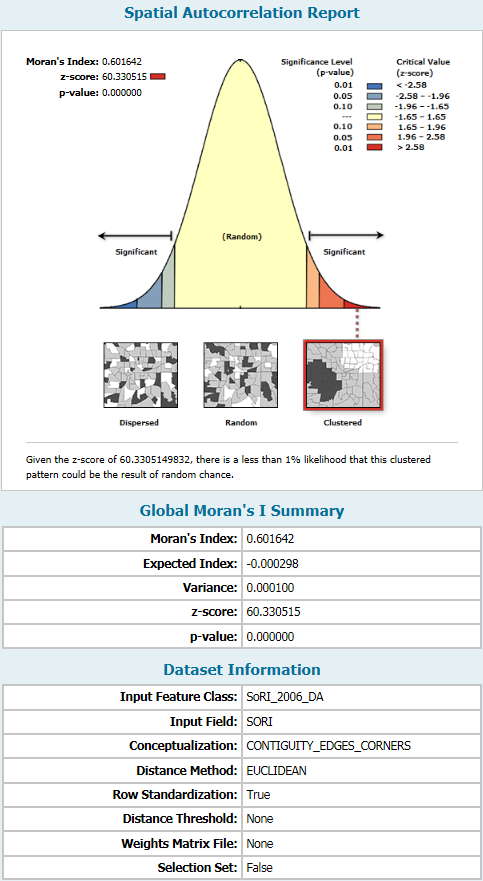 Spatial Autocorrelation Report
Moran's Index: 0.601642
z-score: 60.330515
p-value: 0.000000
Significance Level
(p-value)
Critical Value
(z-score)
0.01 < -2.58
0.05 -2.58 – -1.96
0.10 -1.96 – -1.65
--- -1.65 – 1.65
0.10 1.65 – 1.96
0.05 1.96 – 2.58
0.01 > 2.58
(Random)
Significant
Significant
Dispersed
Random
Clustered
Given the z-score of 60.3305149832, there is a less than 1% likelihood that this clustered
pattern could be the result of random chance.
Global Moran's I Summary
Moran's Index: 0.601642
Expected Index: -0.000298
Variance: 0.000100
z-score: 60.330515
p-value: 0.000000
Dataset Information
Input Feature Class: SoRI_2006_DA
Input Field: SORI
Conceptualization: CONTIGUITY_EDGES_CORNERS
Distance Method: EUCLIDEAN
Row Standardization: True
Distance Threshold: None
Weights Matrix File: None
Selection Set: False